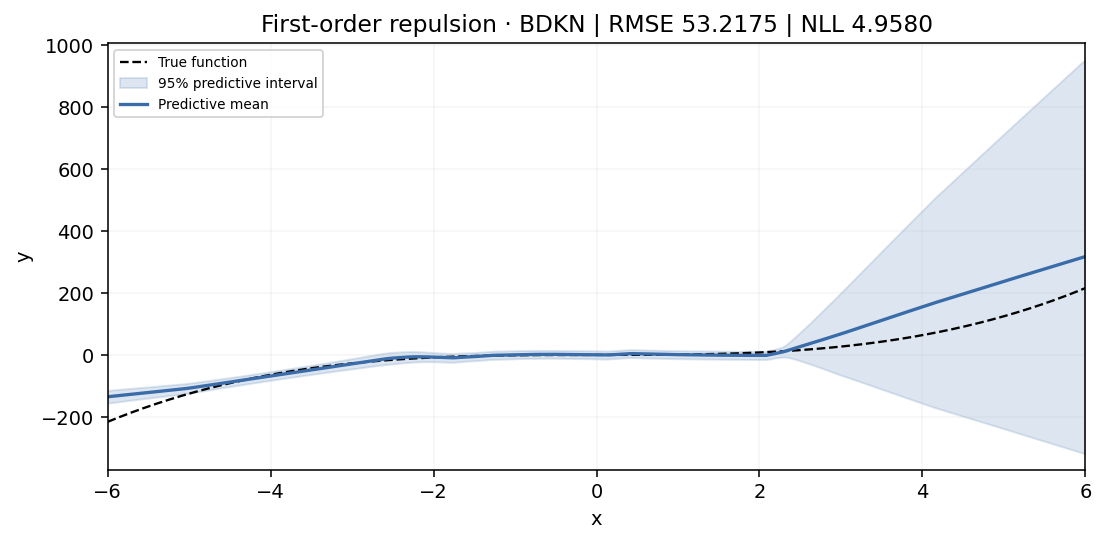 First-order repulsion · BDKN | RMSE 53.2175 | NLL 4.9580
True function
95% predictive interval
Predictive mean
1000
800
600
400
200
0
−200
y
−6
−4
−2
0
2
4
6
x